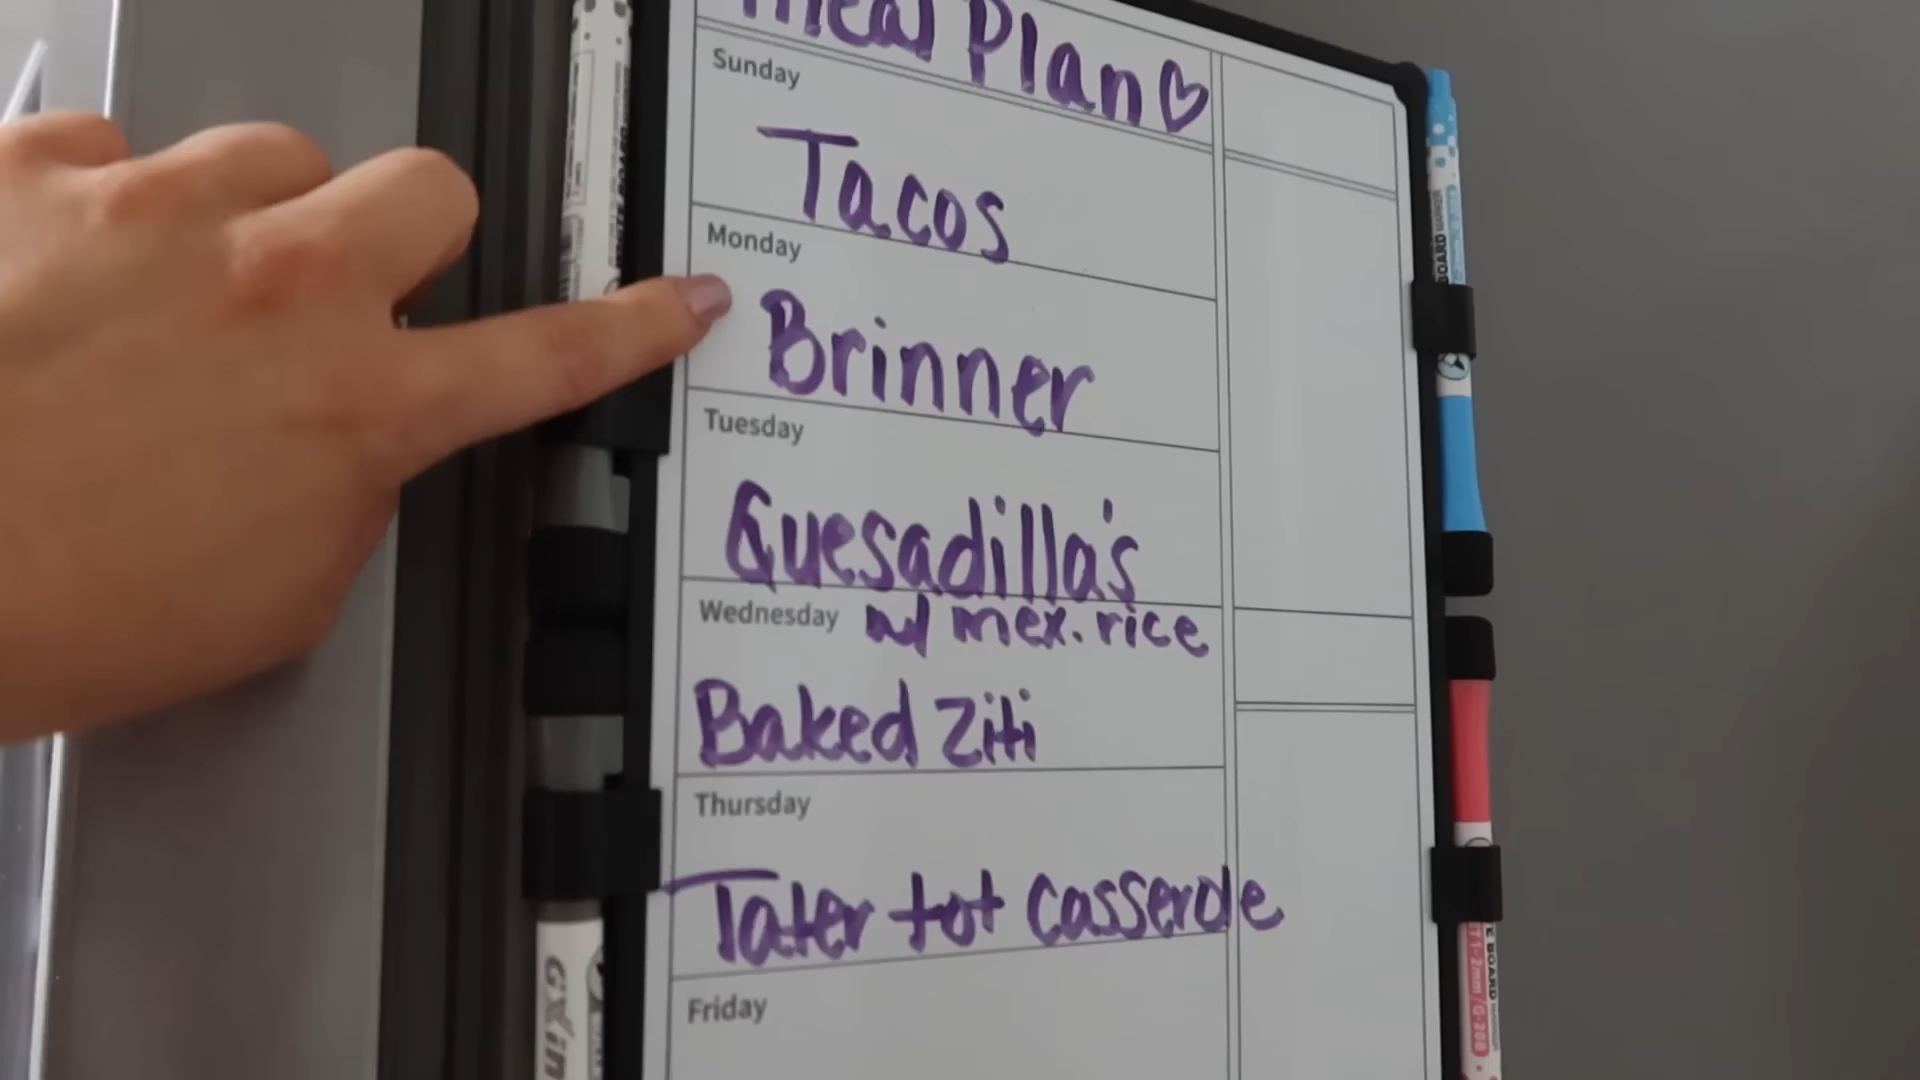 Meal Plan♡
Sunday
Tacos
Monday
Brinner
Tuesday
Quesadilla's
w/ mex. rice
Wednesday
Baked Ziti
Thursday
Tater tot casserole
Friday